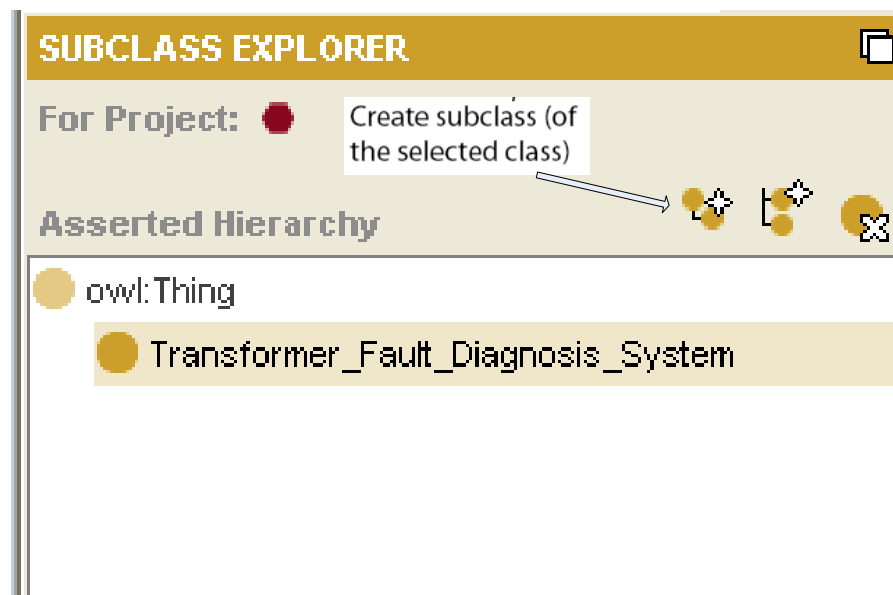 SUBCLASS EXPLORER
For Project:
Create subclass (of
the selected class)
Asserted Hierarchy
owl:Thing
Transformer_Fault_Diagnosis_System